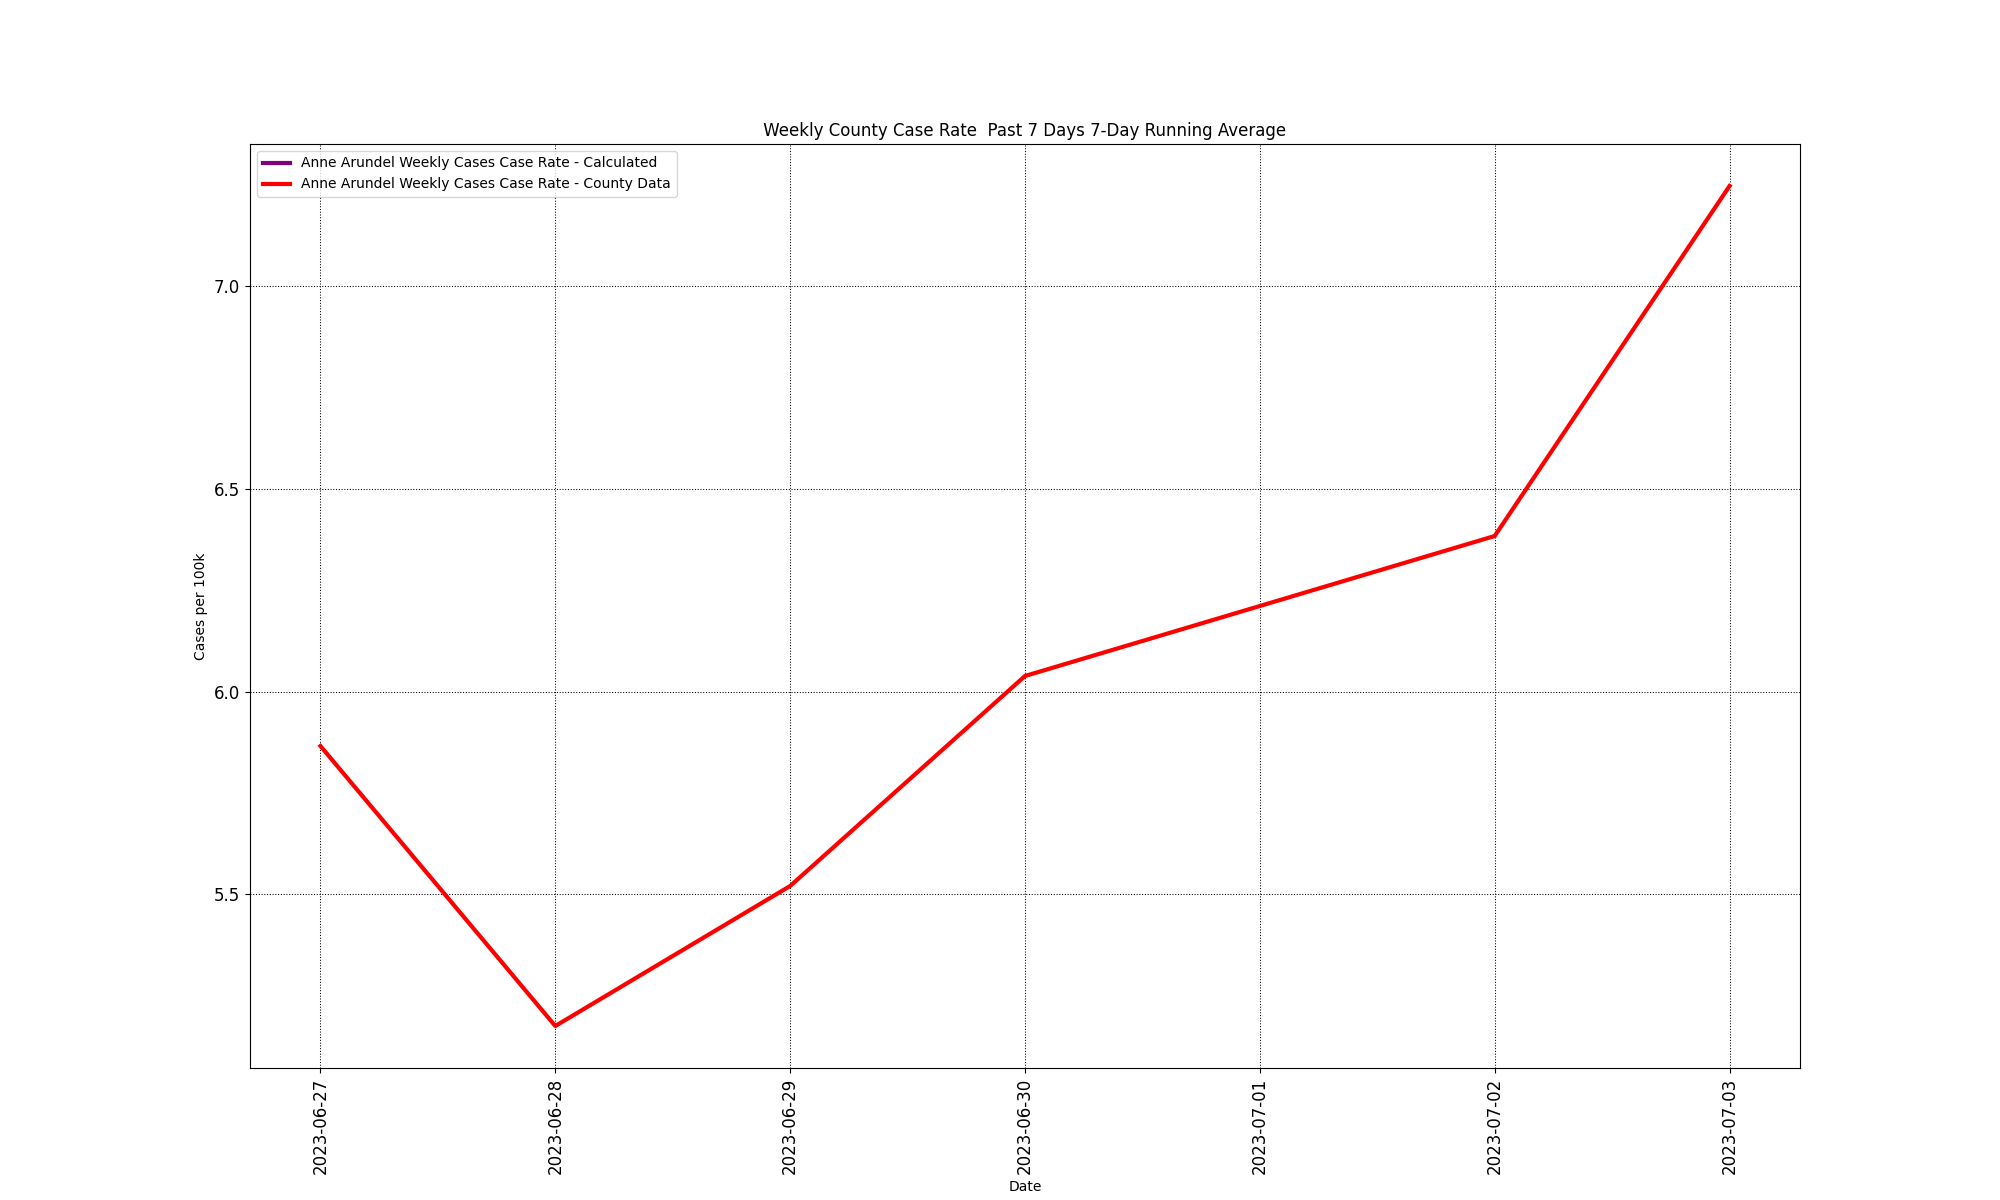 Weekly County Case Rate  Past 7 Days 7-Day Running Average
Anne Arundel Weekly Cases Case Rate - Calculated
Anne Arundel Weekly Cases Case Rate - County Data
7.0
6.5
6.0
5.5
Cases per 100k
2023-06-27
2023-06-28
2023-06-29
2023-06-30
2023-07-01
2023-07-02
2023-07-03
Date